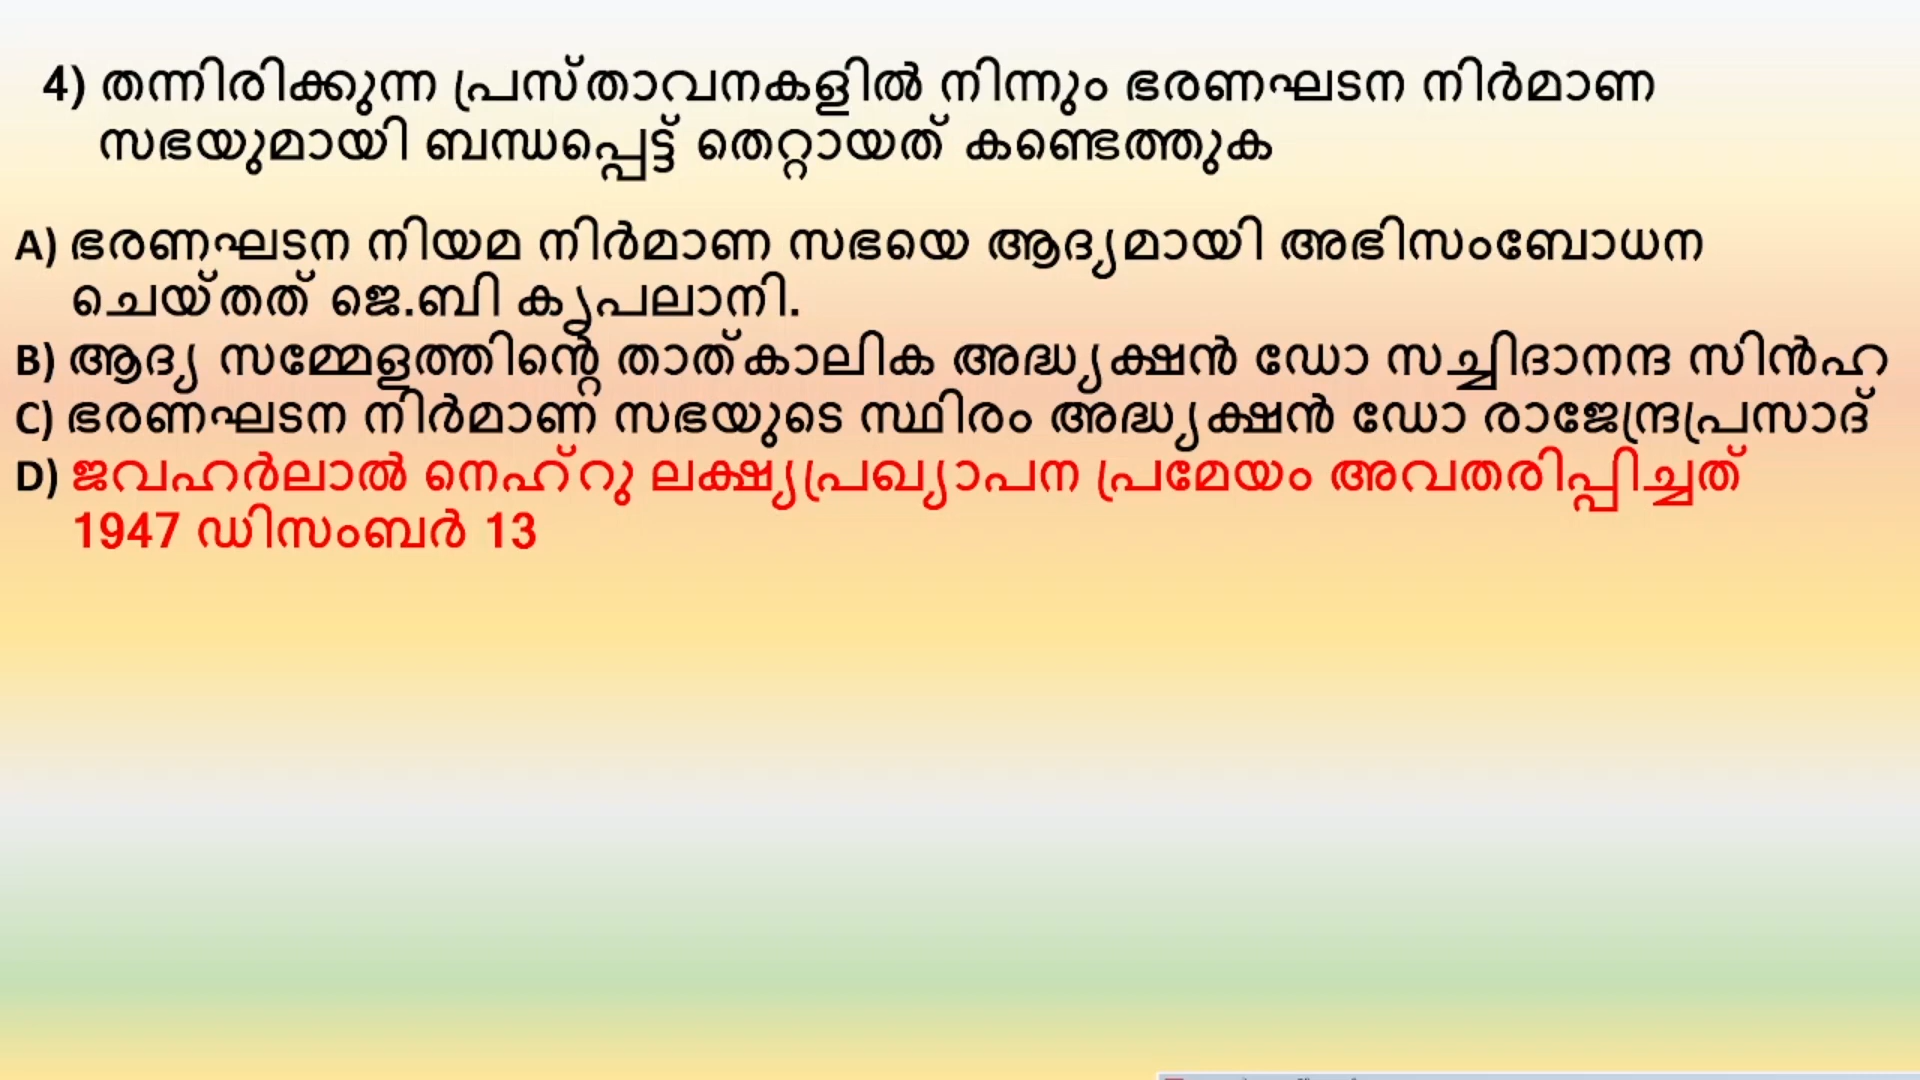 4) തന്നിരിക്കുന്ന പ്രസ്താവനകളിൽ നിന്നും ഭരണഘടന നിർമാണ
സഭയുമായി ബന്ധപ്പെട്ട് തെറ്റായത് കണ്ടെത്തുക
A) ഭരണഘടന നിയമ നിർമാണ സഭയെ ആദ്യമായി അഭിസംബോധന
ചെയ്തത് ജെ.ബി കൃപലാനി.
B) ആദ്യ സമ്മേളത്തിന്റെ താത്കാലിക അദ്ധ്യക്ഷൻ ഡോ സച്ചിദാനന്ദ സിൻഹ
C) ഭരണഘടന നിർമാണ സഭയുടെ സ്ഥിരം അദ്ധ്യക്ഷൻ ഡോ രാജേന്ദ്രപ്രസാദ്
D) ജവഹർലാൽ നെഹ്റു ലക്ഷ്യപ്രഖ്യാപന പ്രമേയം അവതരിപ്പിച്ചത്
1947 ഡിസംബർ 13